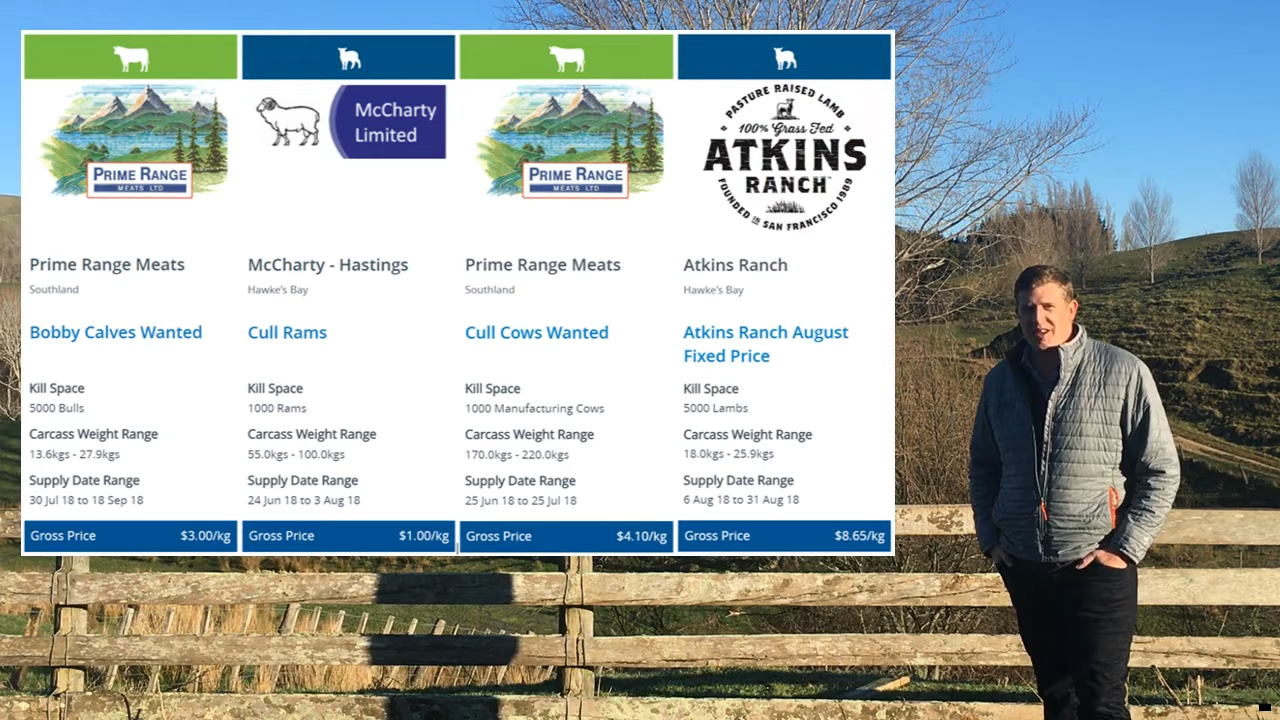 PRIME RANGE
MEATS LTD
Prime Range Meats
Southland
Bobby Calves Wanted
Kill Space
5000 Bulls
Carcass Weight Range
13.6kgs - 27.9kgs
Supply Date Range
30 Jul 18 to 18 Sep 18
Gross Price $3.00/kg
McCharty
Limited
McCharty - Hastings
Hawke's Bay
Cull Rams
Kill Space
1000 Rams
Carcass Weight Range
55.0kgs - 100.0kgs
Supply Date Range
24 Jun 18 to 3 Aug 18
Gross Price $1.00/kg
PRIME RANGE
MEATS LTD
Prime Range Meats
Southland
Cull Cows Wanted
Kill Space
1000 Manufacturing Cows
Carcass Weight Range
170.0kgs - 220.0kgs
Supply Date Range
25 Jun 18 to 25 Jul 18
Gross Price $4.10/kg
PASTURE RAISED LAMB
100% Grass Fed
ATKINS
RANCH
FOUNDED IN SAN FRANCISCO 1989
Atkins Ranch
Hawke's Bay
Atkins Ranch August
Fixed Price
Kill Space
5000 Lambs
Carcass Weight Range
18.0kgs - 25.9kgs
Supply Date Range
6 Aug 18 to 31 Aug 18
Gross Price $8.65/kg